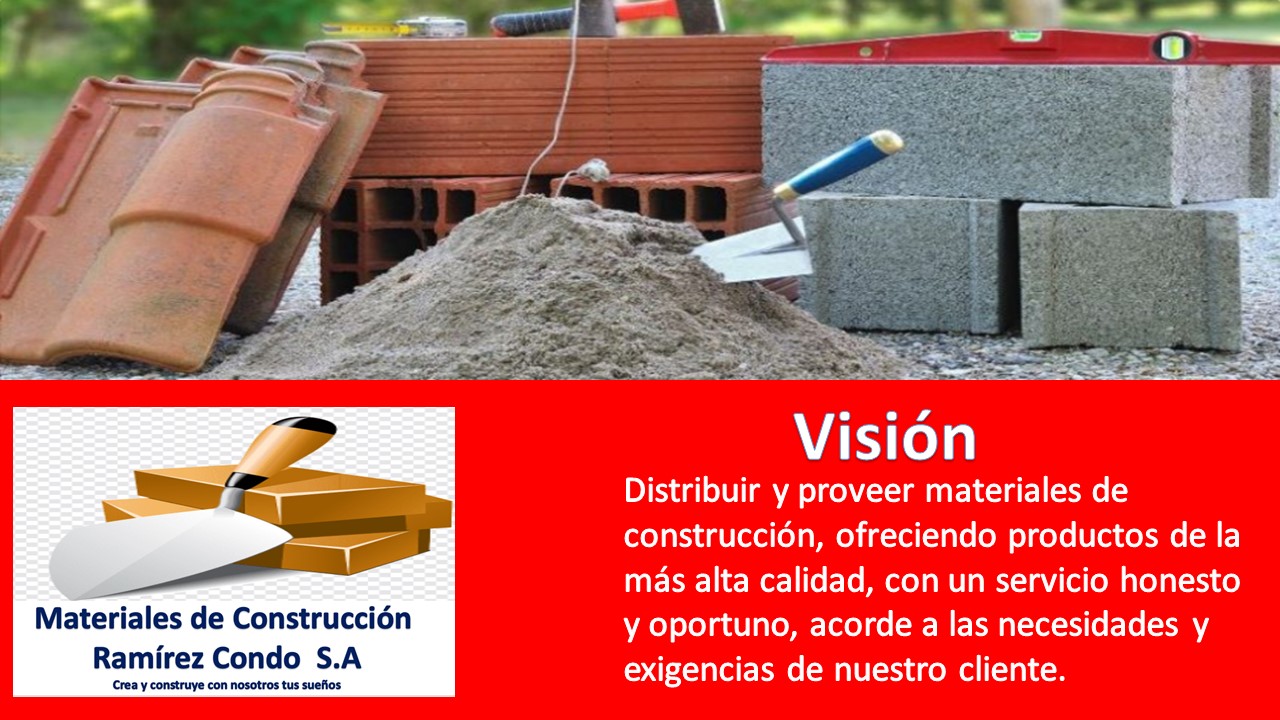 Visión
Distribuir y proveer materiales de
construcción, ofreciendo productos de la
más alta calidad, con un servicio honesto
y oportuno, acorde a las necesidades y
exigencias de nuestro cliente.
Materiales de Construcción
Ramírez Condo S.A
Crea y construye con nosotros tus sueños